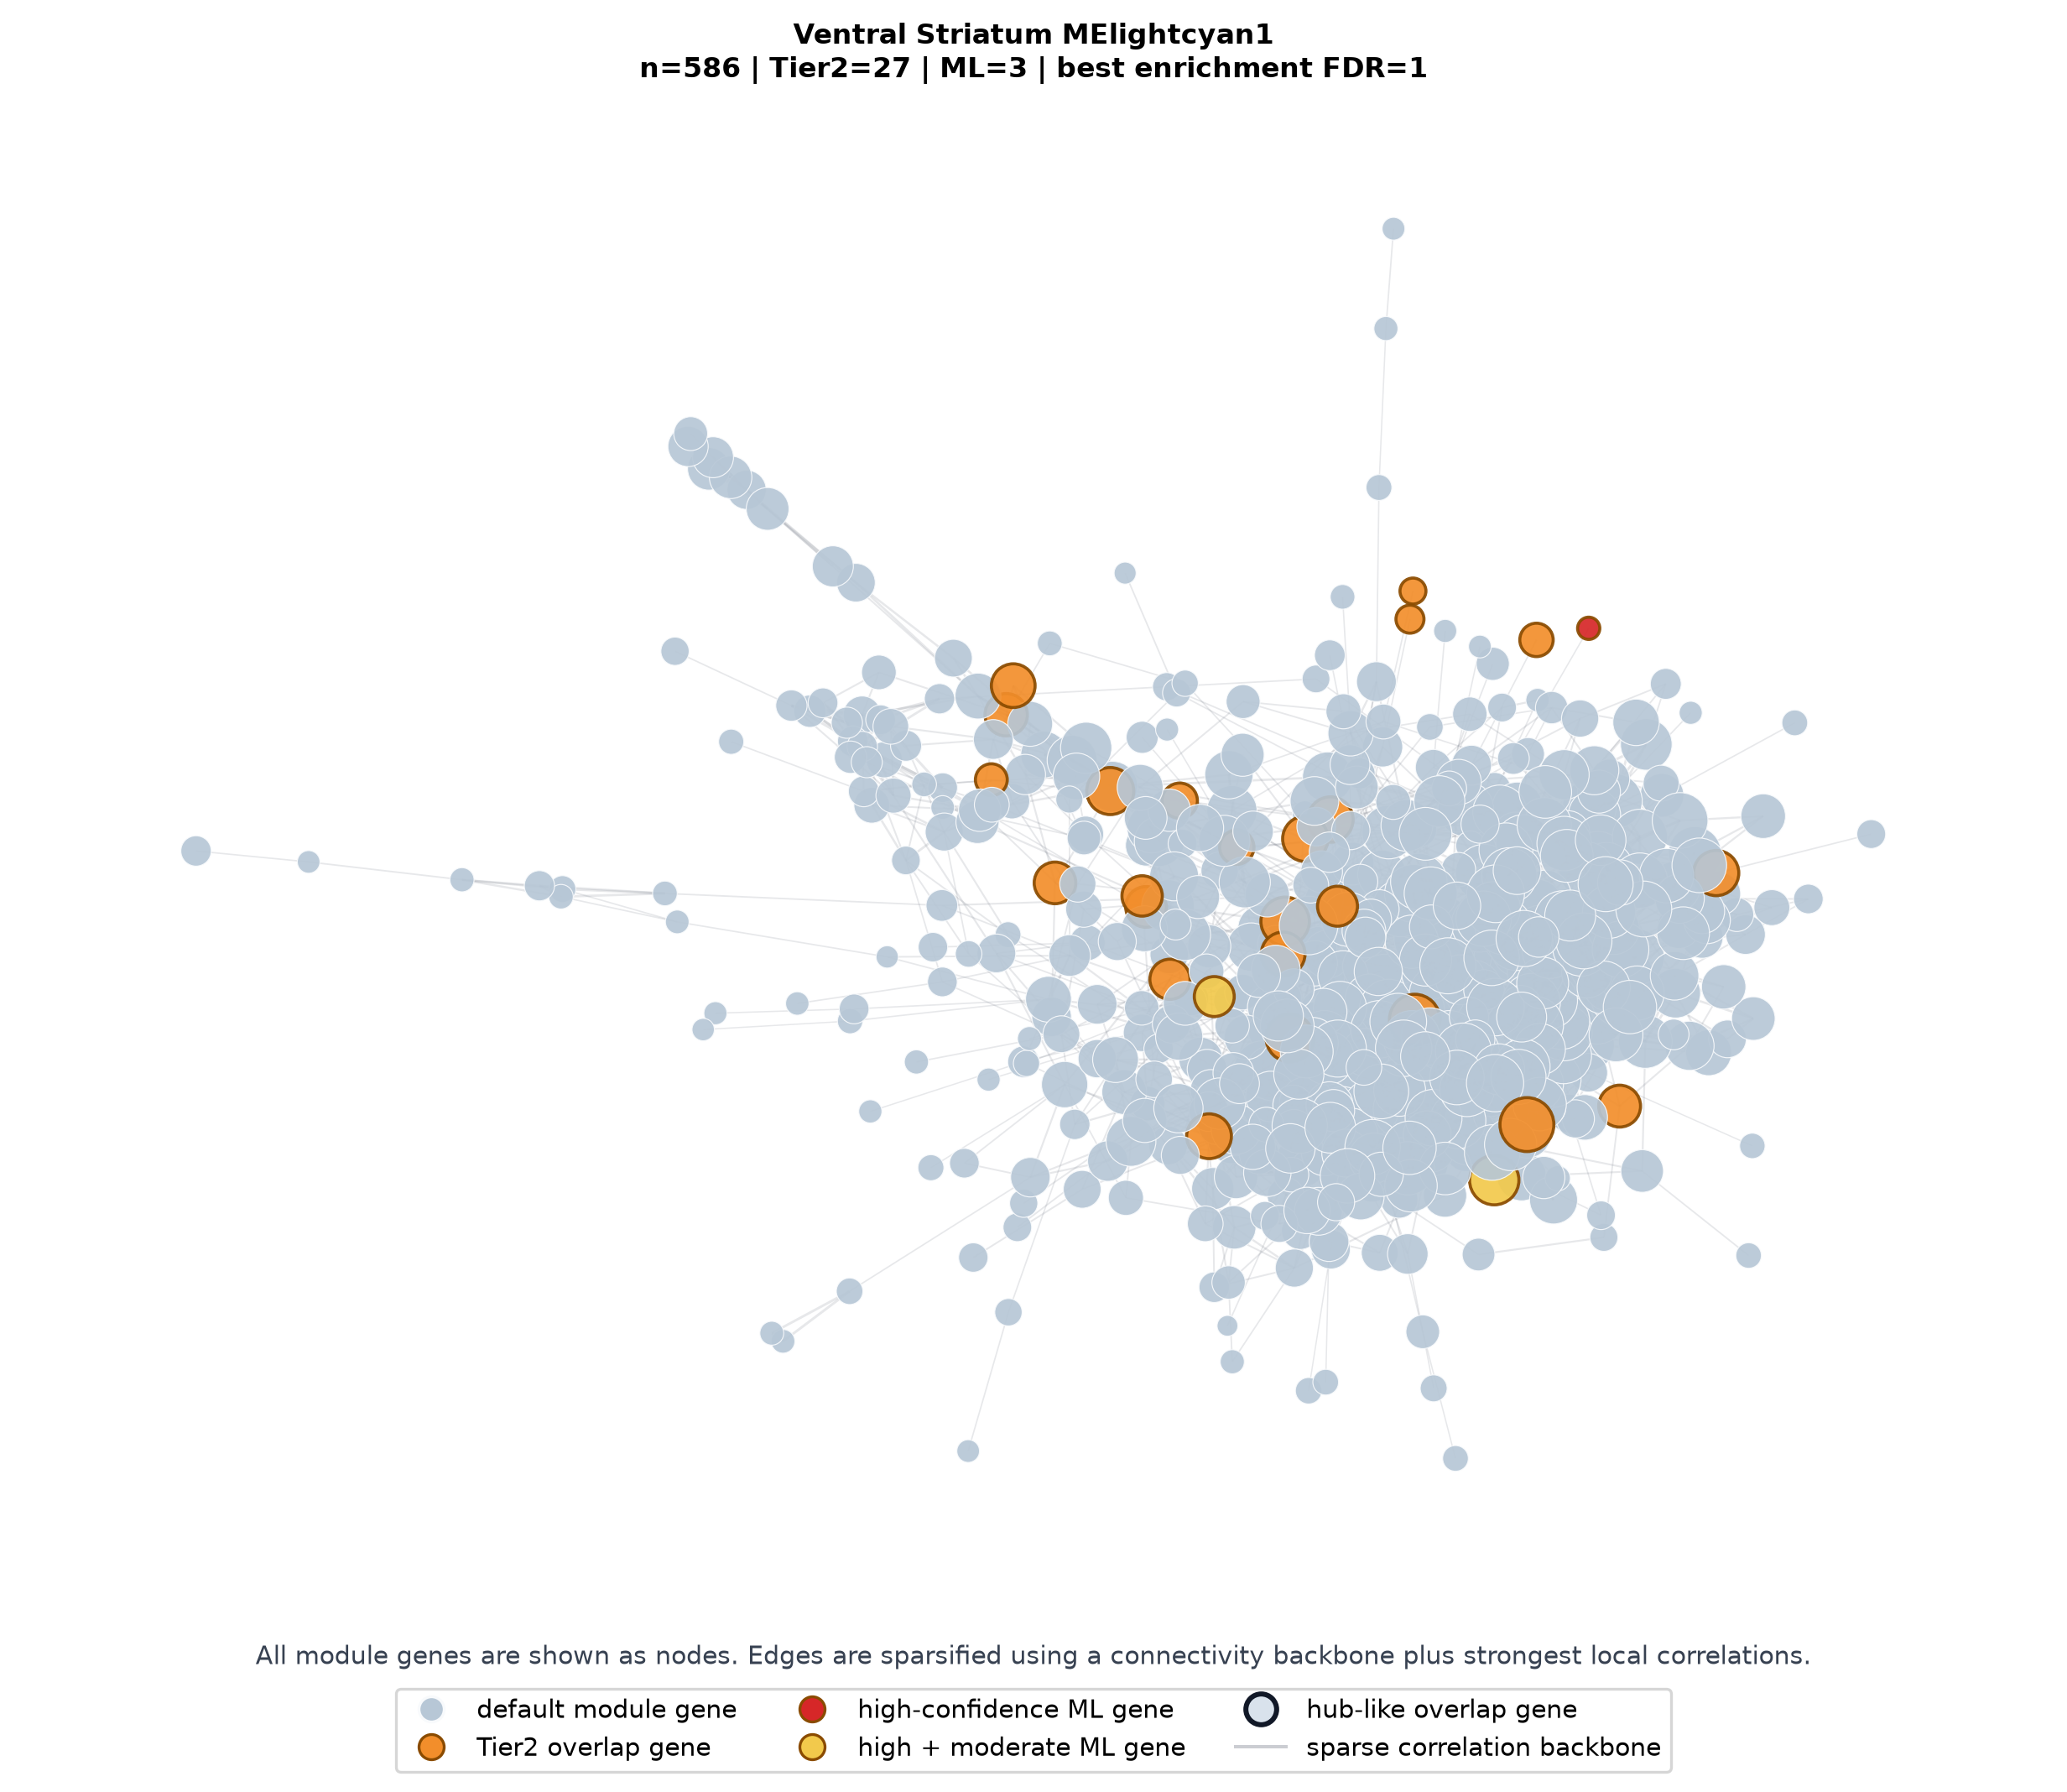 Ventral Striatum MElightcyan1
n=586 | Tier2=27 | ML=3 | best enrichment FDR=1
All module genes are shown as nodes. Edges are sparsified using a connectivity backbone plus strongest local correlations.
default module gene
Tier2 overlap gene
high-confidence ML gene
high + moderate ML gene
hub-like overlap gene
sparse correlation backbone